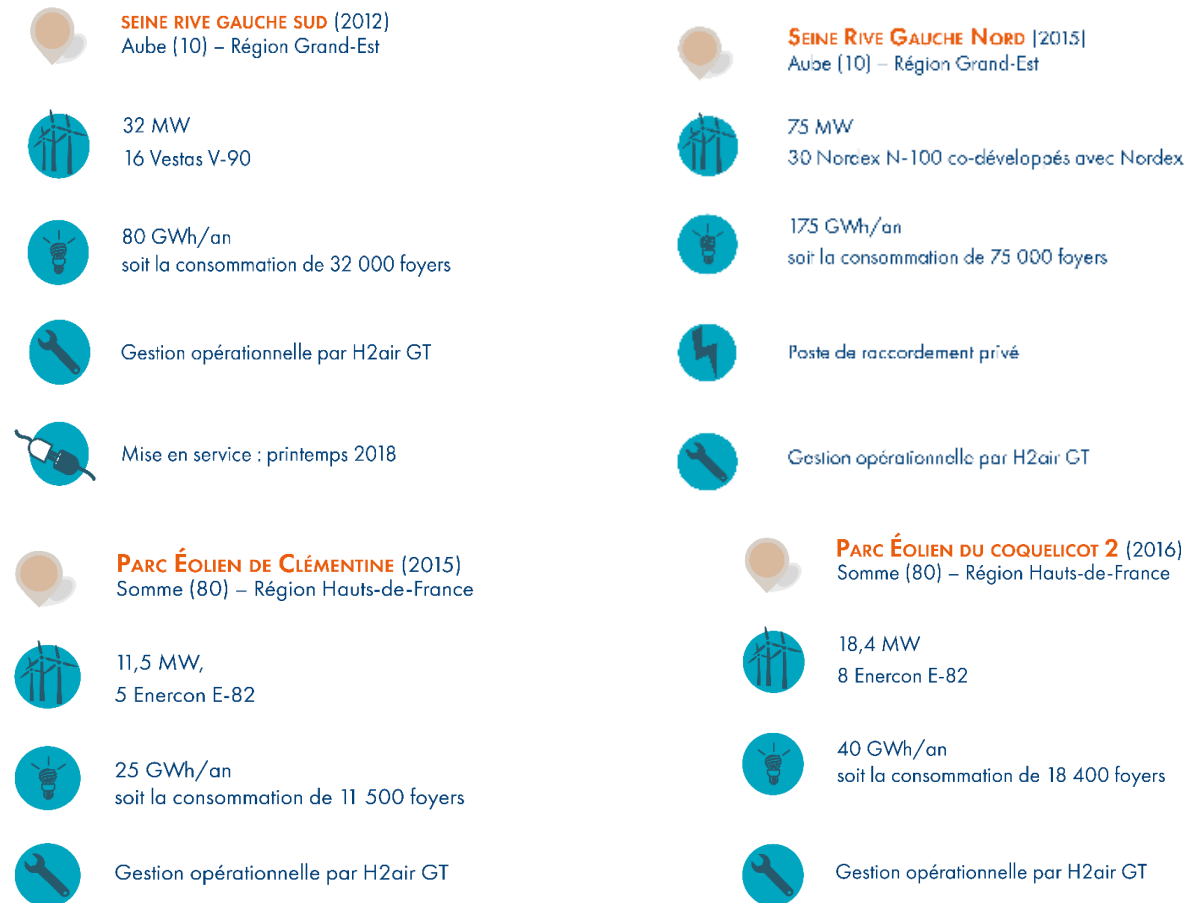 SEINE RIVE GAUCHE SUD (2012)
Aube (10) – Région Grand-Est
32 MW
16 Vestas V-90
80 GWh/an
soit la consommation de 32 000 foyers
Gestion opérationnelle par H2air GT
Mise en service : printemps 2018
SEINE RIVE GAUCHE NORD |2015|
Aube (10) – Région Grand-Est
75 MW
30 Nordex N-100 co-développés avec Nordex
175 GWh/an
soit la consommation de 75 000 foyers
Poste de raccordement privé
Gestion opérationnelle par H2air GT
PARC ÉOLIEN DE CLÉMENTINE (2015)
Somme (80) – Région Hauts-de-France
11,5 MW,
5 Enercon E-82
25 GWh/an
soit la consommation de 11 500 foyers
Gestion opérationnelle par H2air GT
PARC ÉOLIEN DU COQUELICOT 2 (2016)
Somme (80) – Région Hauts-de-France
18,4 MW
8 Enercon E-82
40 GWh/an
soit la consommation de 18 400 foyers
Gestion opérationnelle par H2air GT